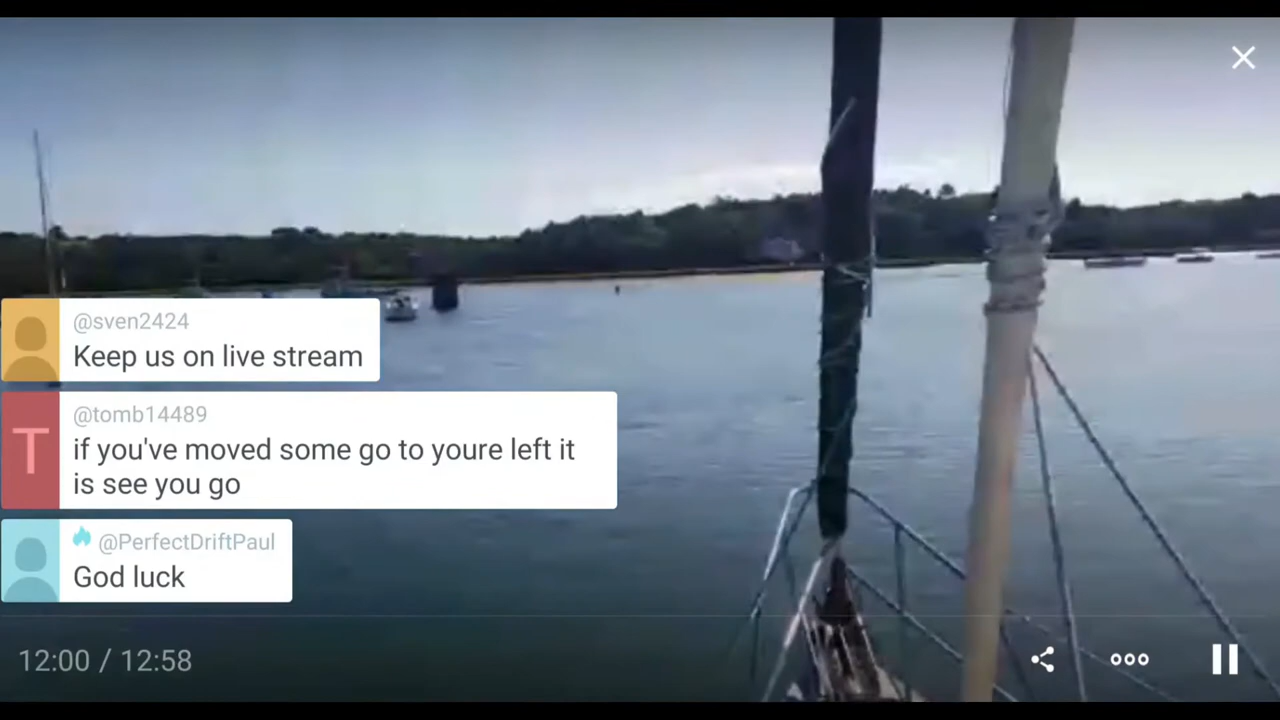 @sven2424
Keep us on live stream
T
@tomb14489
if you've moved some go to youre left it
is see you go
@PerfectDriftPaul
God luck
12:00 / 12:58